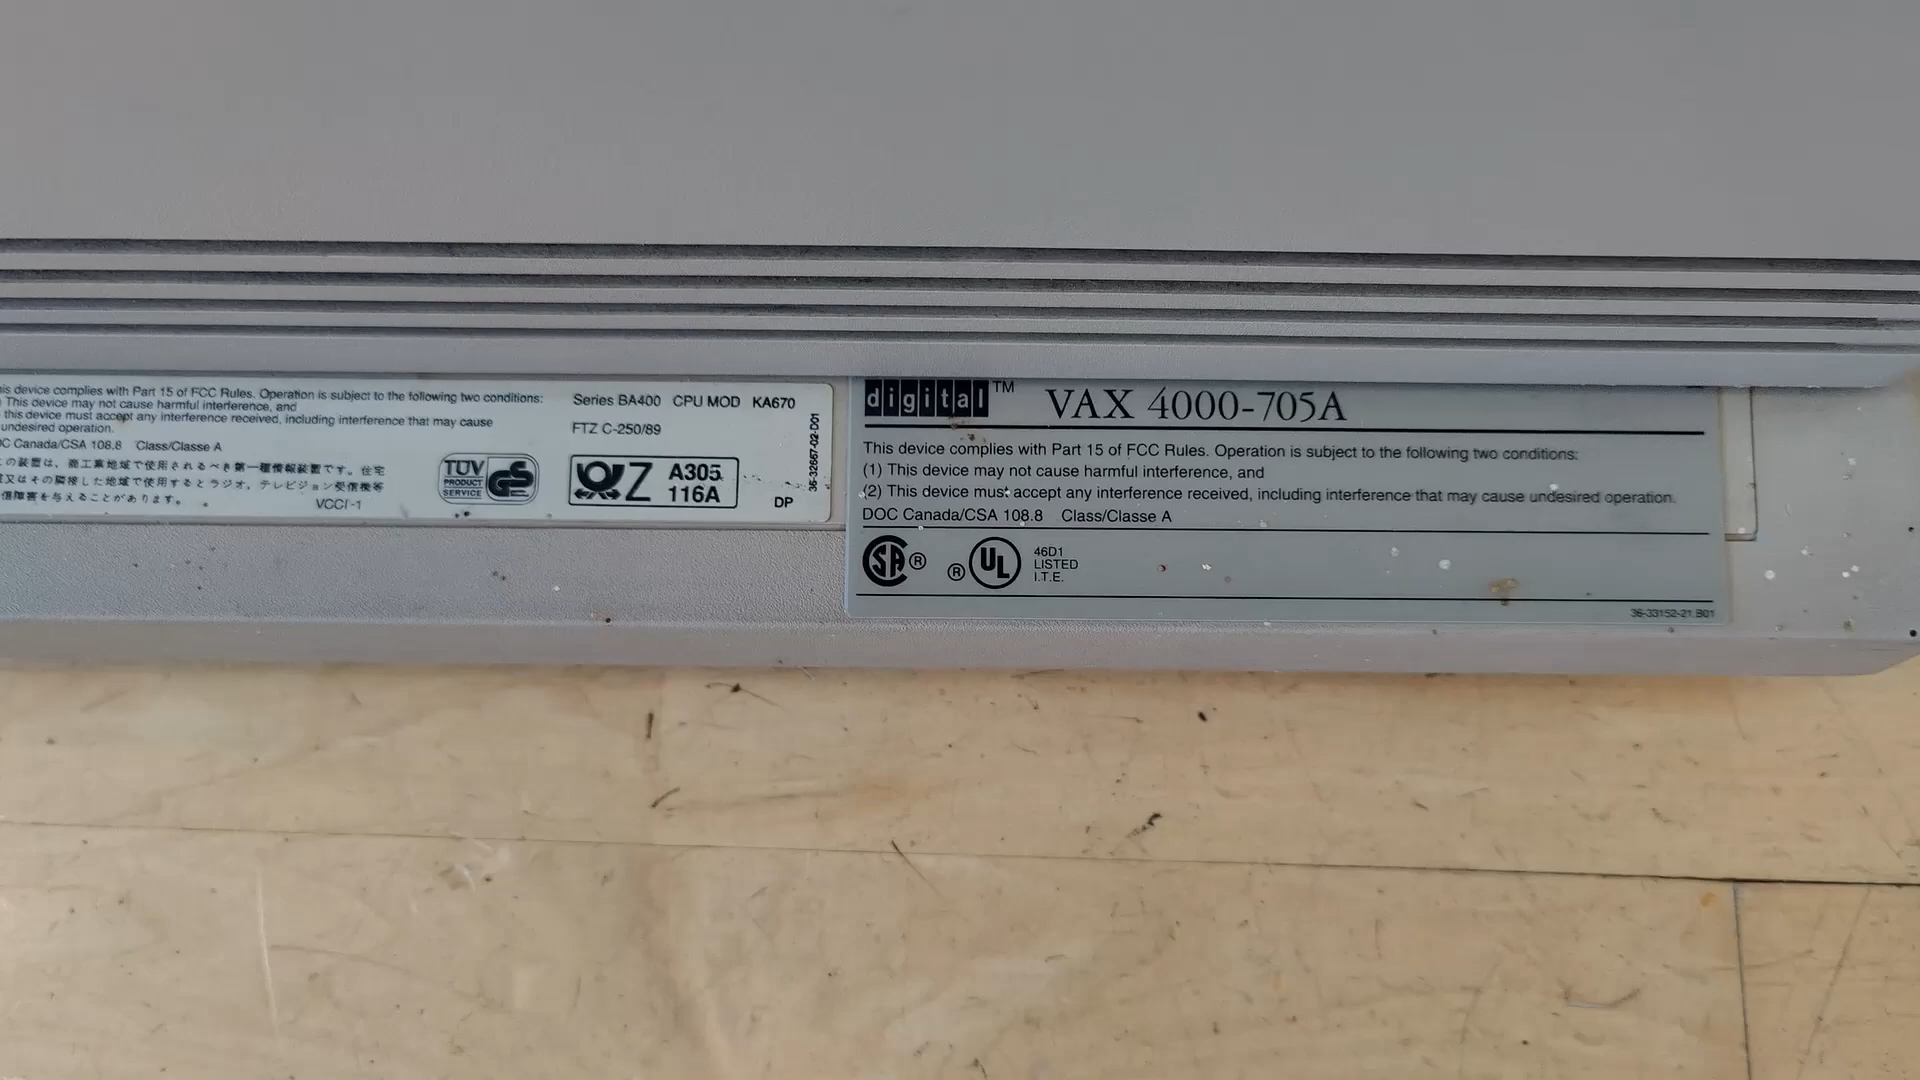 is device complies with Part 15 of FCC Rules. Operation is subject to the following two conditions:
This device may not cause harmful interference, and
this device must accept any interference received, including interference that may cause
undesired operation.
OC Canada/CSA 108.8 Class/Classe A
の装置は、商工業地域で使用されるべき第一種情報装置です。住宅
又はその隣接した地域で使用するとラジオ、テレビジョン受信機等
信障害を与えることがあります。
VCCI-1
TÜV
PRODUCT
SERVICE
GS
Series BA400 CPU MOD KA670
FTZ C-250/89
Z A305
116A
DP
36-32667-02-D01
digital™ VAX 4000-705A
This device complies with Part 15 of FCC Rules. Operation is subject to the following two conditions:
(1) This device may not cause harmful interference, and
(2) This device must accept any interference received, including interference that may cause undesired operation.
DOC Canada/CSA 108.8 Class/Classe A
SA® ®UL
46D1
LISTED
I.T.E.
36-33152-21.B01